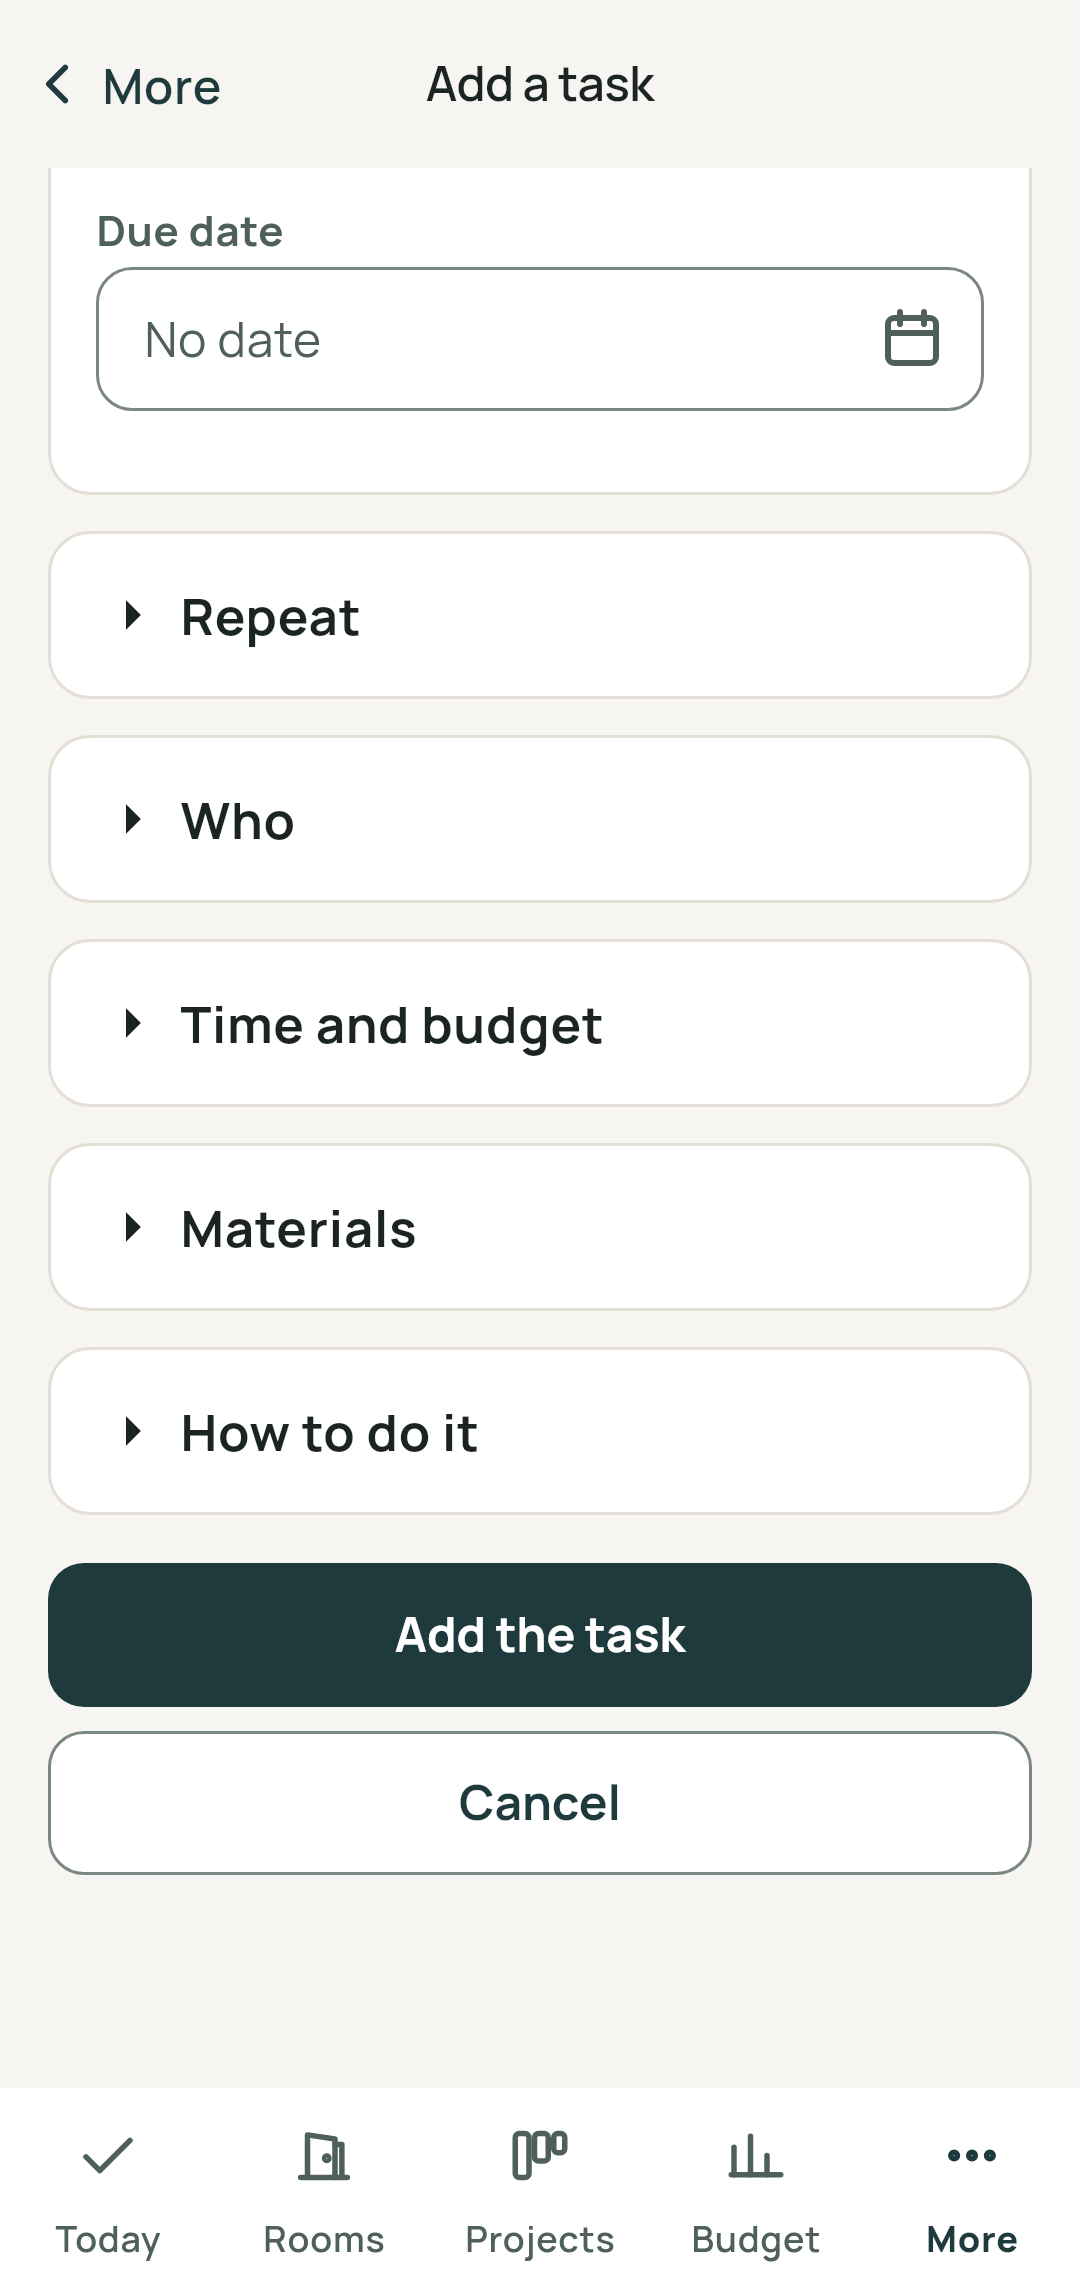 More
Add a task
Due date
No date
Repeat
Who
Time and budget
Materials
How to do it
Add the task
Cancel
Today
Rooms
Projects
Budget
More